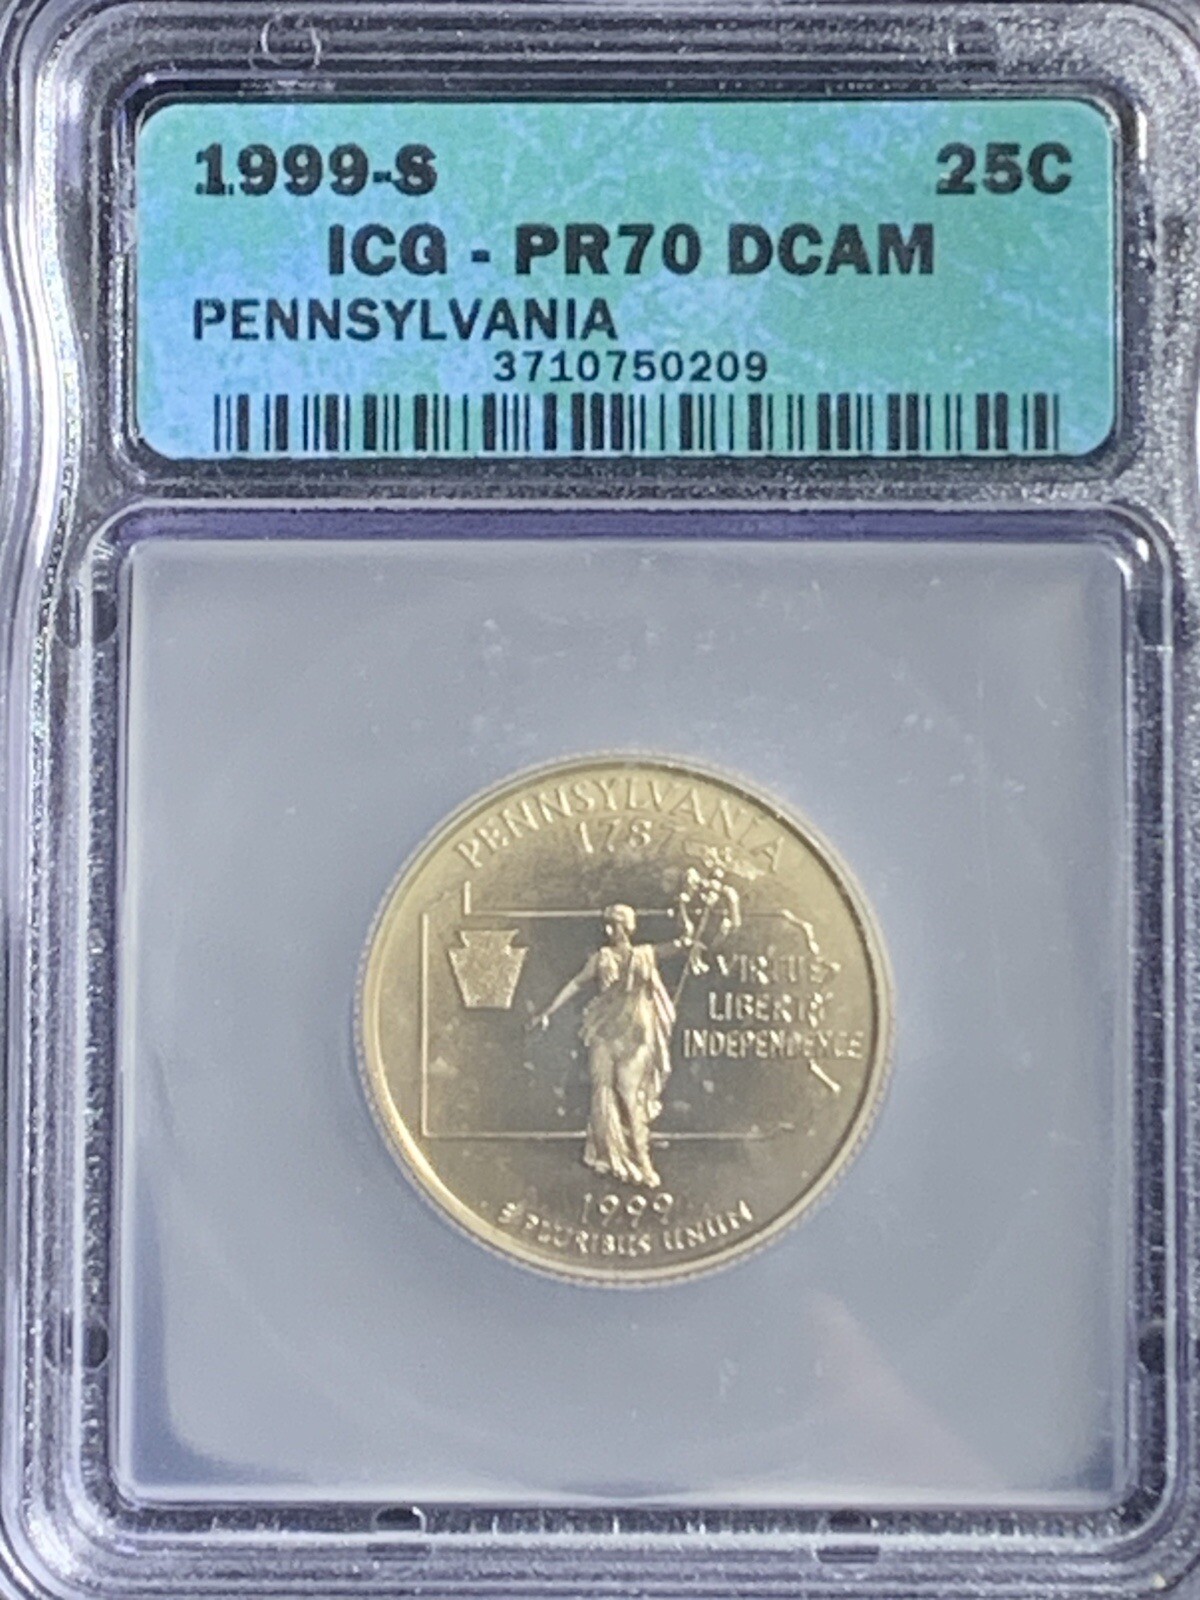 1999-S 25C
ICG - PR70 DCAM
PENNSYLVANIA
3710750209
PENNSYLVANIA
1787
VIRTUE
LIBERTY
INDEPENDENCE
1999
E PLURIBUS UNUM